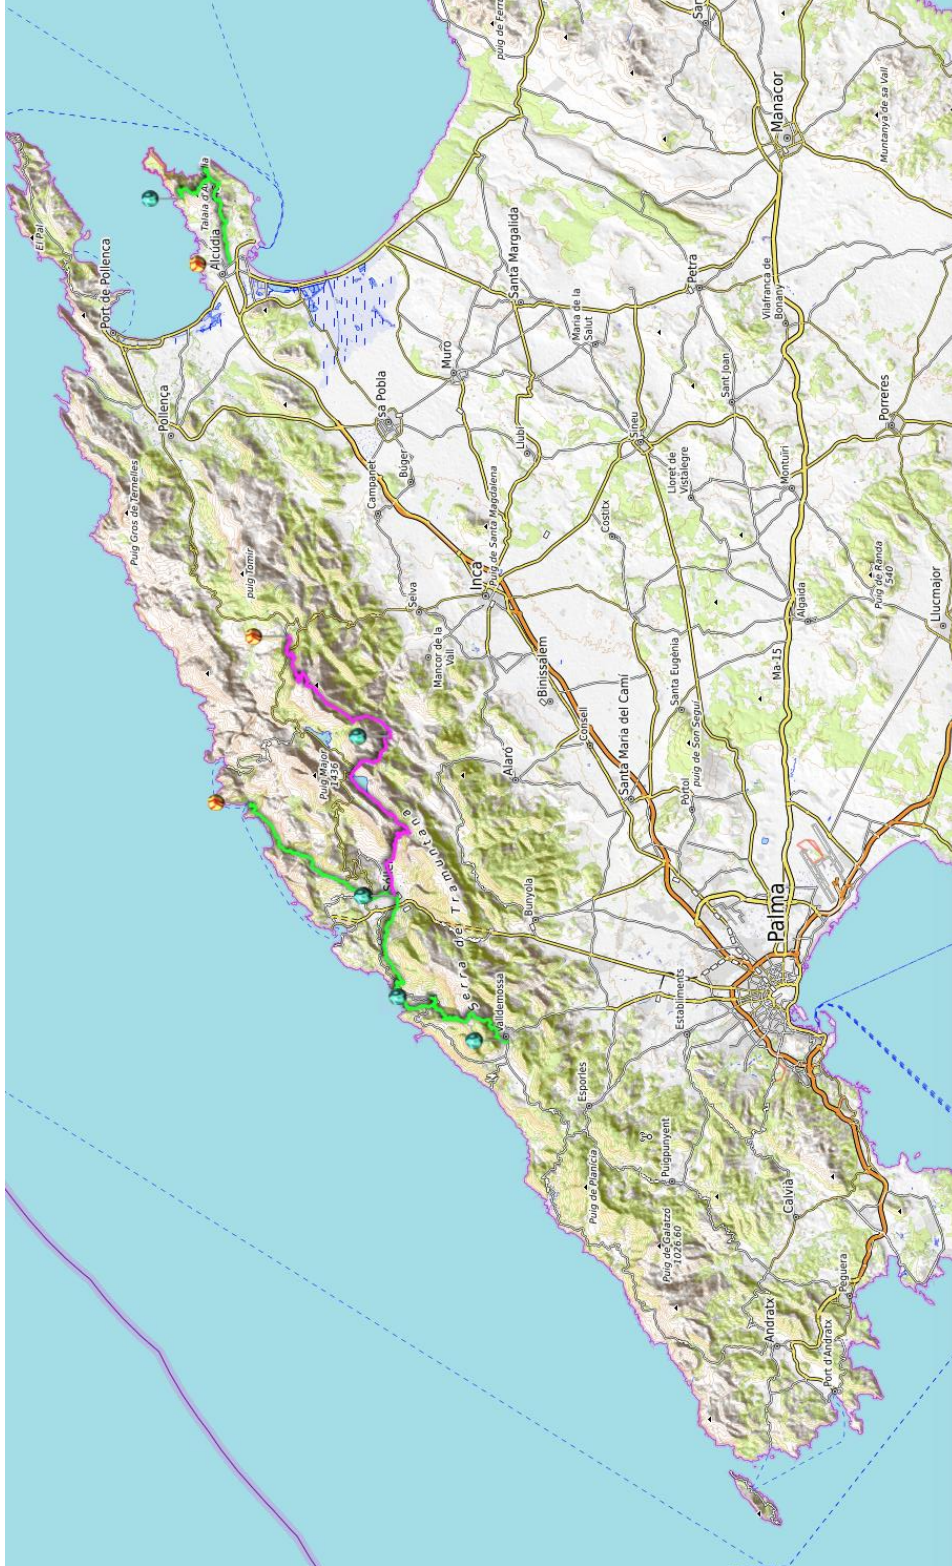 El Pal
Port de Pollença
Pollença
Puig Gros de Ternelles
puig Tomir
Alcúdia
Talaia d'A
sa Pobla
Campanet
Búger
Muro
Santa Margalida
Maria de la
Salut
Llubí
Selva
Inca
Puig de Santa Magdalena
Mancor de la
Vall
Binissalem
Alaró
Consell
Costitx
Sineu
Lloret de
Vistalegre
Sant Joan
Petra
Vilafranca de
Bonany
Manacor
Muntanya de sa Vall
San
puig de Ferru
Montuïri
Porreres
Algaida
Puig de Randa
540
Llucmajor
Ma-15
Santa Eugènia
Santa Maria del Camí
Pòrtol
puig de Son Seguí
Puig Major
1436
Serra de Tramuntana
Bunyola
Valldemossa
Palma
Establiments
Esporles
Puig de Planícia
Puigpunyent
Puig de Galatzó
1026.60
Calvià
Peguera
Andratx
Port d'Andratx